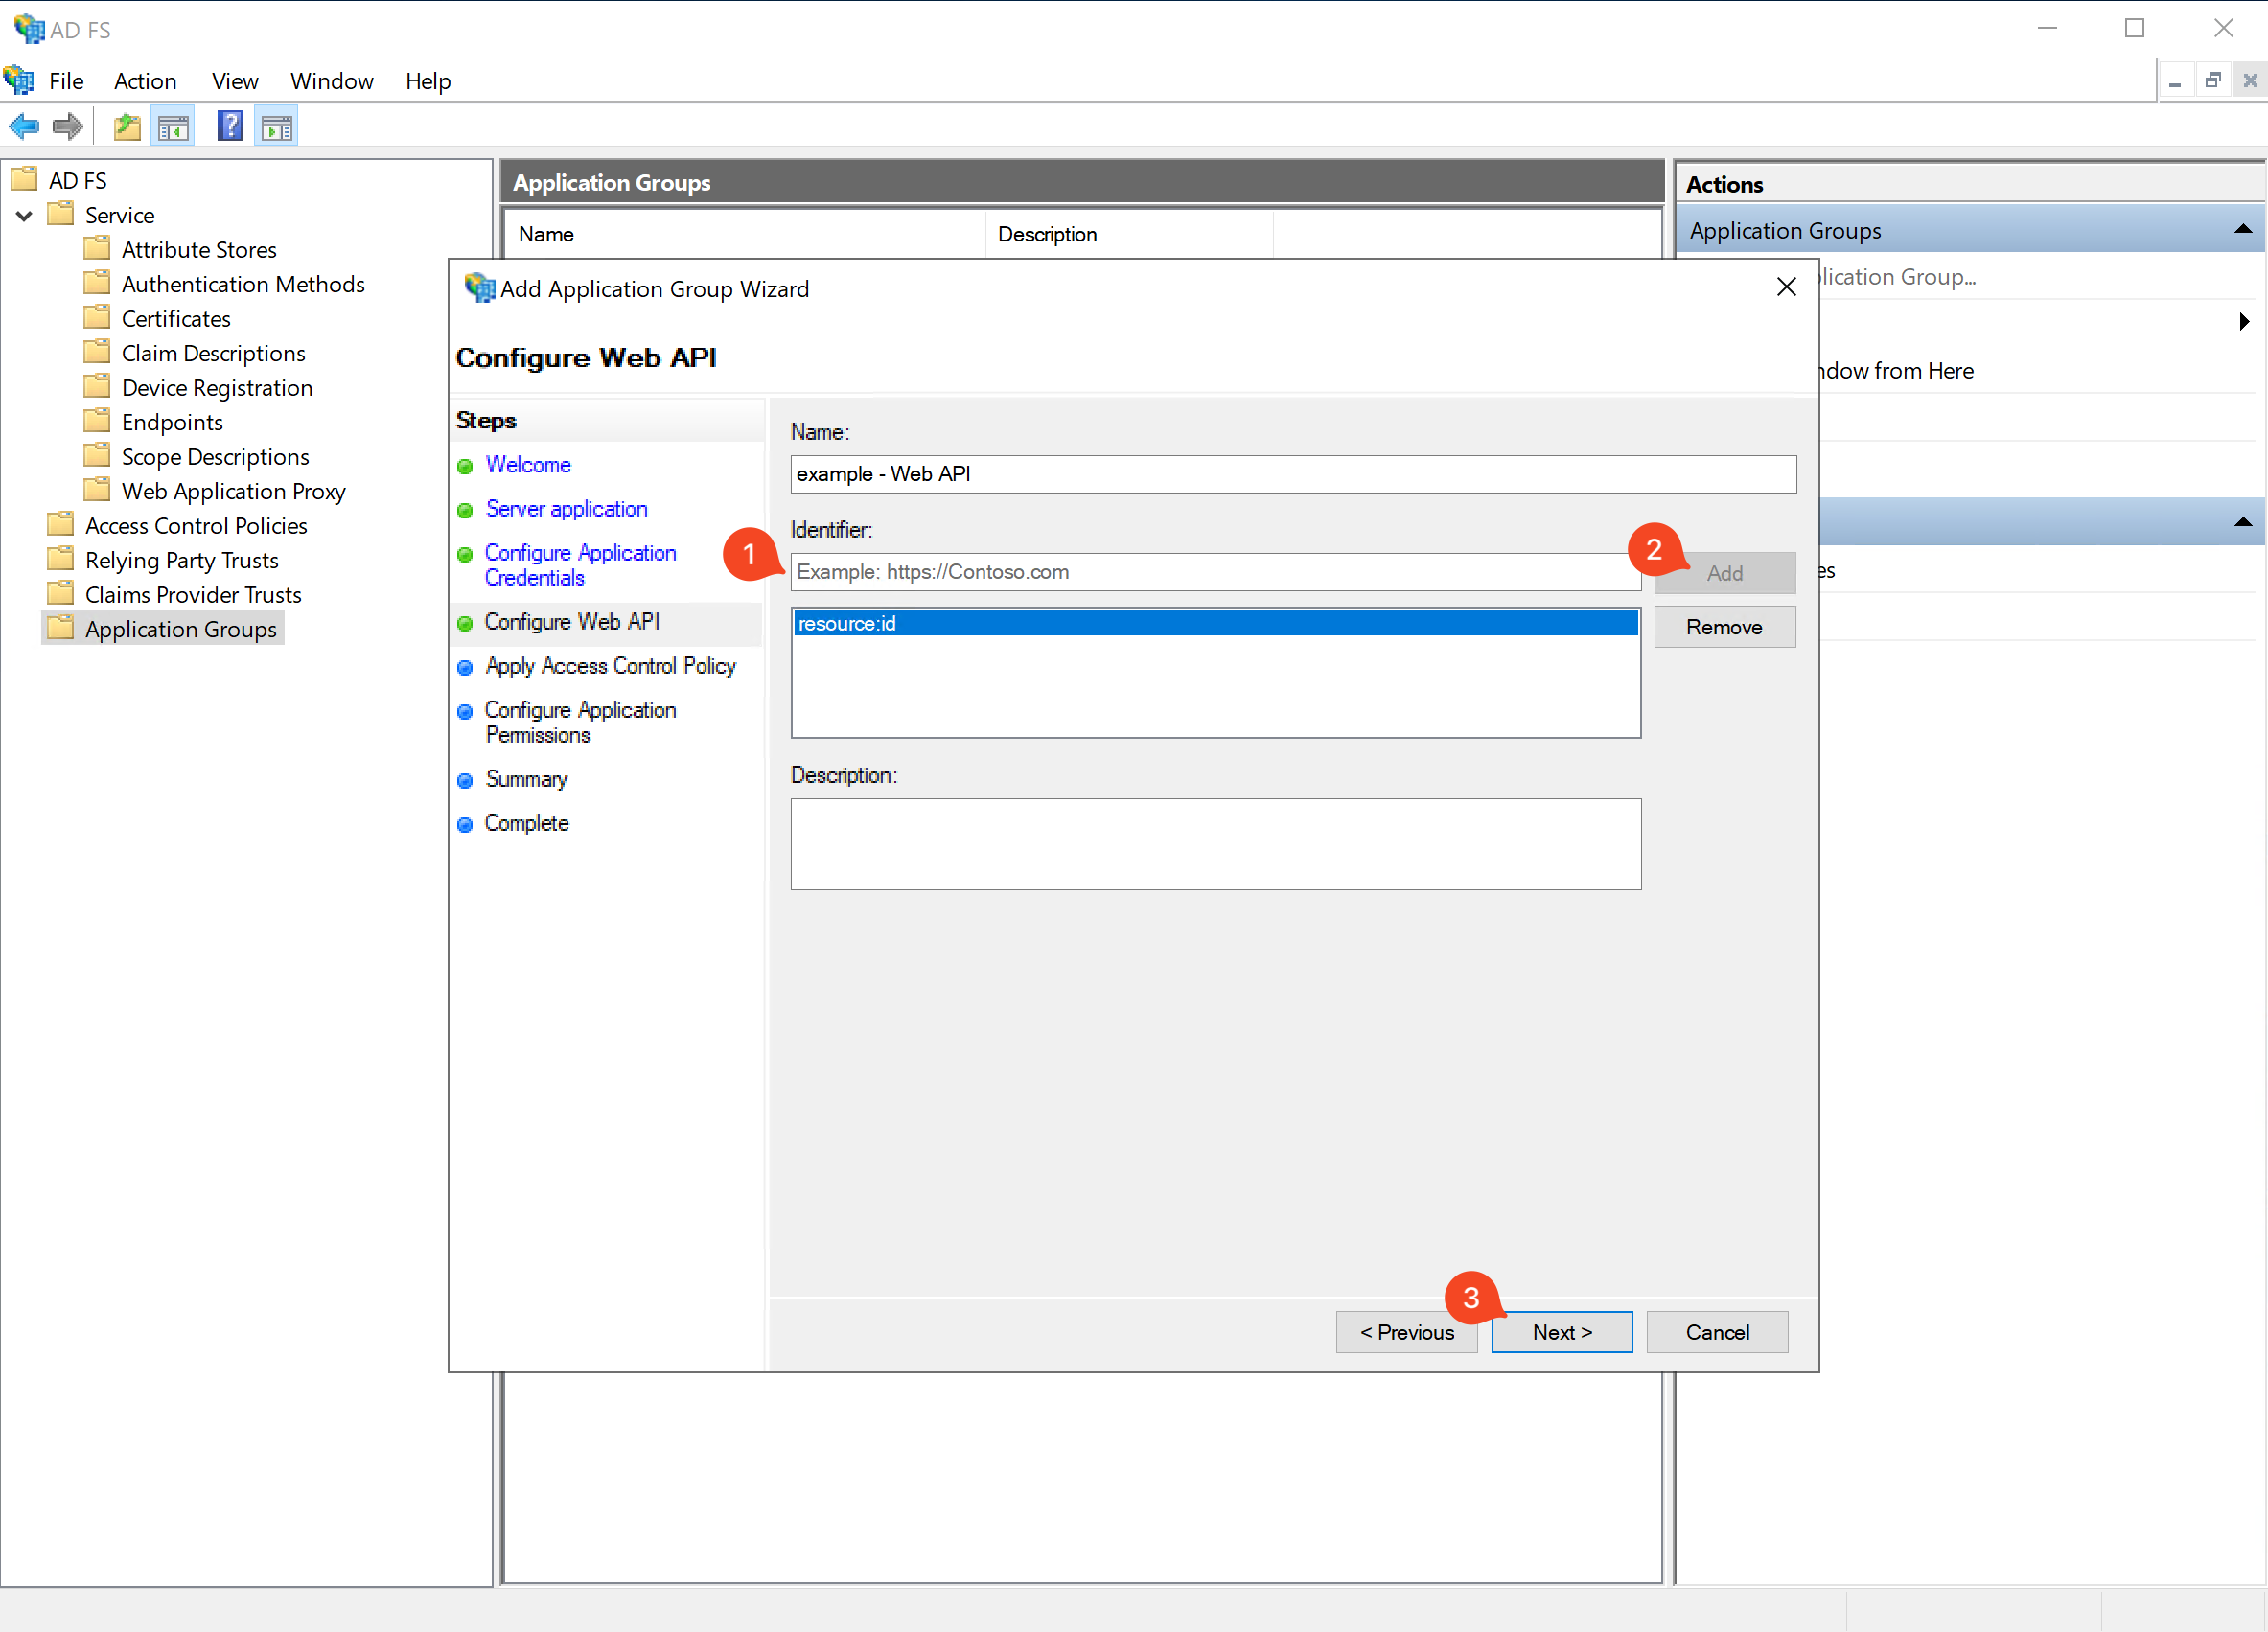 AD FS
File Action View Window Help
AD FS
Service
Attribute Stores
Authentication Methods
Certificates
Claim Descriptions
Device Registration
Endpoints
Scope Descriptions
Web Application Proxy
Access Control Policies
Relying Party Trusts
Claims Provider Trusts
Application Groups
Application Groups
Name Description
Add Application Group Wizard
Configure Web API
Steps
Welcome
Server application
Configure Application
Credentials
Configure Web API
Apply Access Control Policy
Configure Application
Permissions
Summary
Complete
Name:
example - Web API
Identifier:
1
Example: https://Contoso.com
2
Add
resource:id
Remove
Description:
3
< Previous
Next >
Cancel
Actions
Application Groups
lication Group...
ndow from Here
es